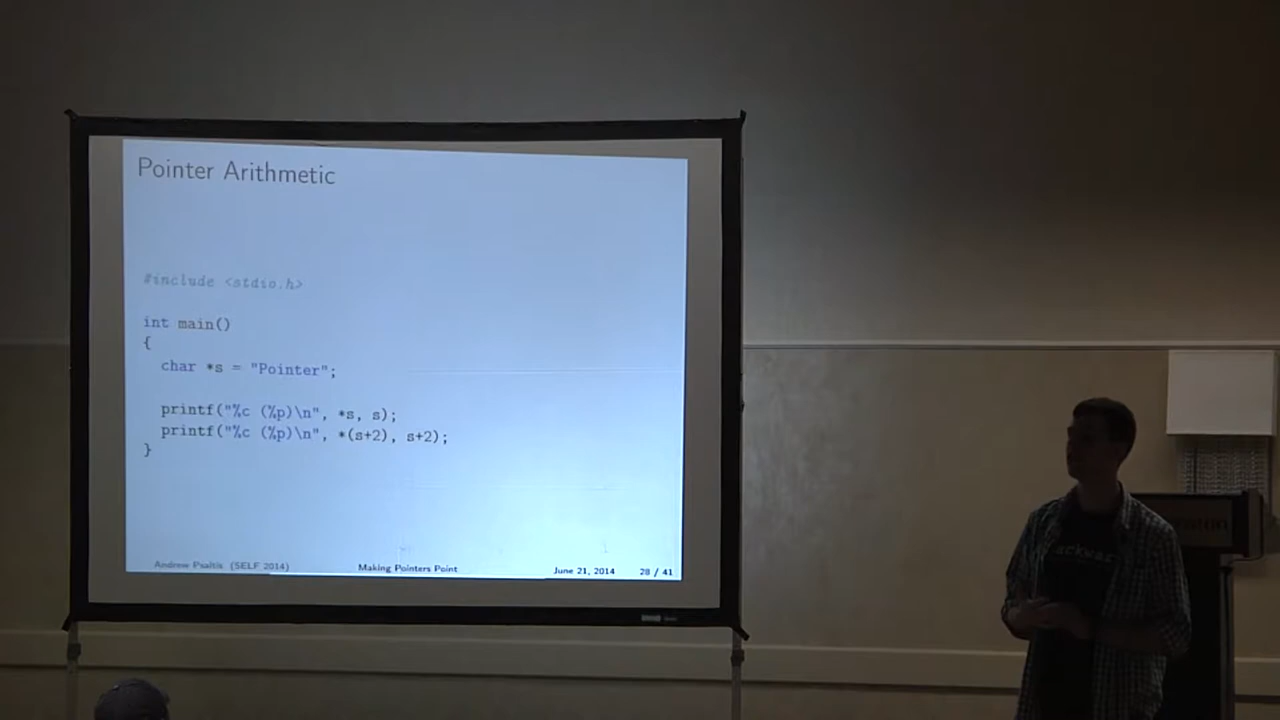 Pointer Arithmetic
#include <stdio.h>
int main()
{
char *s = "Pointer";
printf("%c (%p)\n", *s, s);
printf("%c (%p)\n", *(s+2), s+2);
}
Andrew Psaltis (SELF 2014) Making Pointers Point June 21, 2014 28 / 41